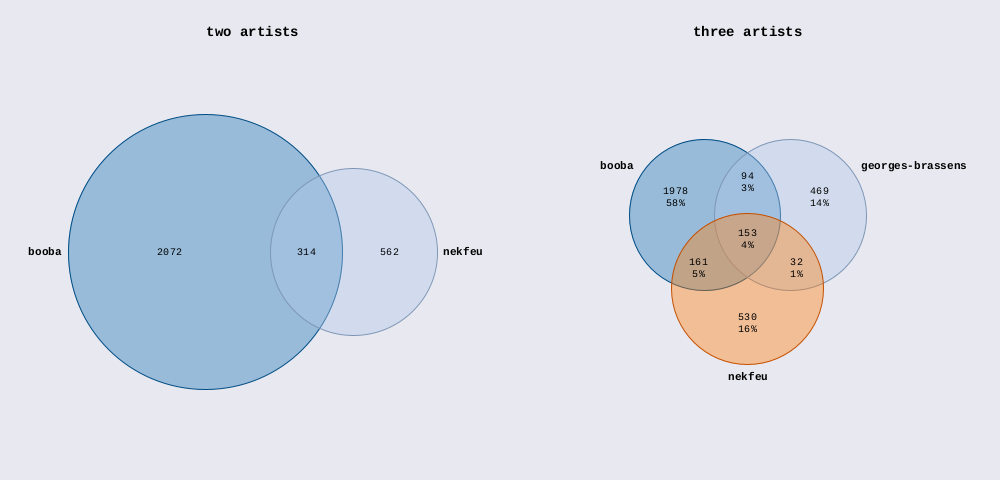 two artists
booba
2072
314
562
nekfeu
three artists
booba
georges-brassens
94
3%
1978
58%
469
14%
153
4%
161
5%
32
1%
530
16%
nekfeu